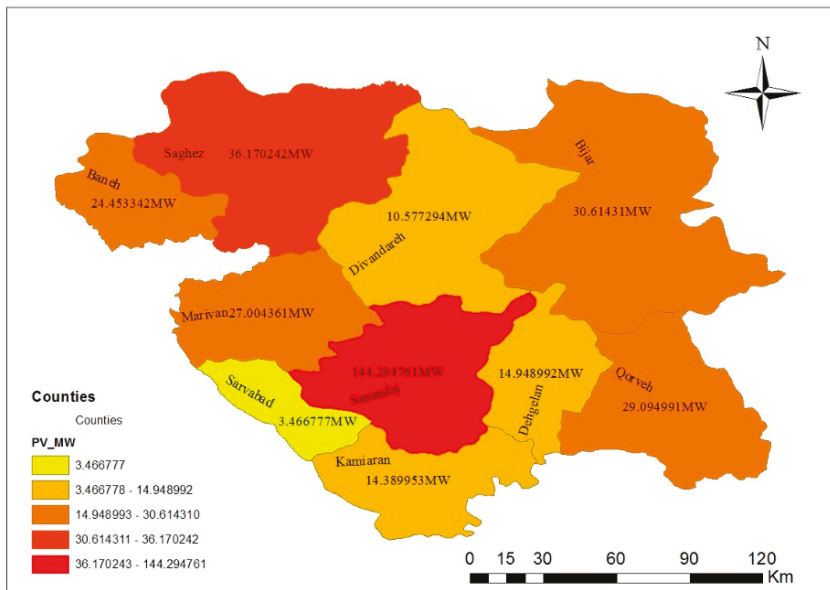 N
Saghez 36.170242MW
Bijar
Baneh
24.453342MW
10.577294MW
30.61431MW
Divandareh
Marivan 27.004361MW
144.294761MW
14.948992MW
Qorveh
Sarvabad
Sanandaj
29.094991MW
3.466777MW
Dehgelan
Kamiaran
14.389953MW
Counties
Counties
PV_MW
3.466777
3.466778 - 14.948992
14.948993 - 30.614310
30.614311 - 36.170242
36.170243 - 144.294761
0 15 30 60 90 120
Km